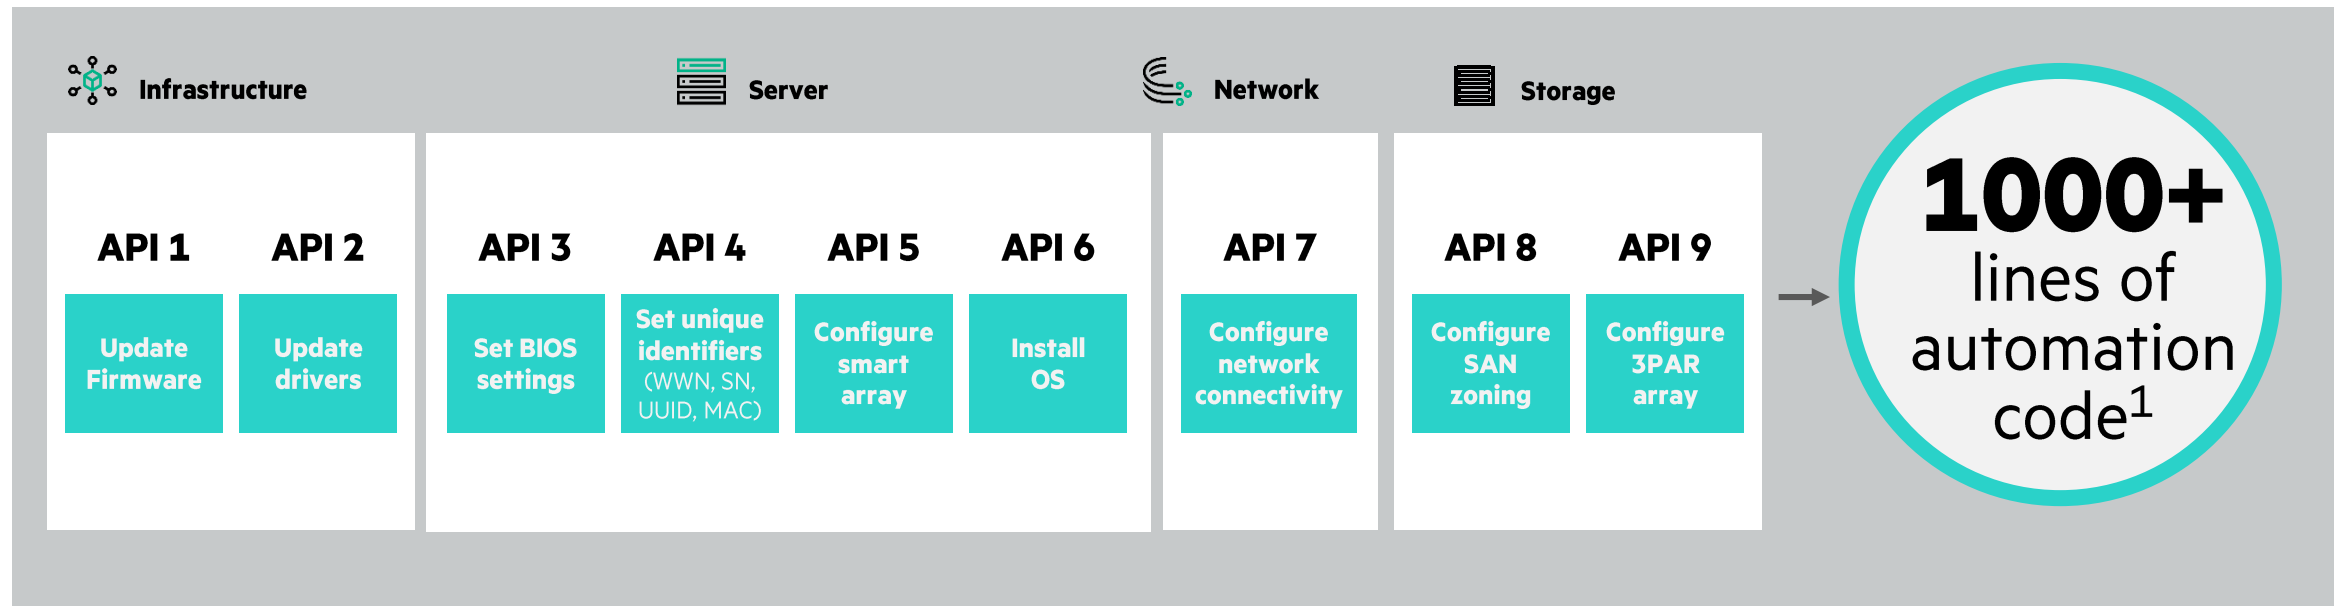 Infrastructure
Server
Network
Storage
API 1
Update
Firmware
API 2
Update
drivers
API 3
Set BIOS
settings
API 4
Set unique
identifiers
(WWN, SN,
UUID, MAC)
API 5
Configure
smart
array
API 6
Install
OS
API 7
Configure
network
connectivity
API 8
Configure
SAN
zoning
API 9
Configure
3PAR
array
1000+
lines of
automation
code¹